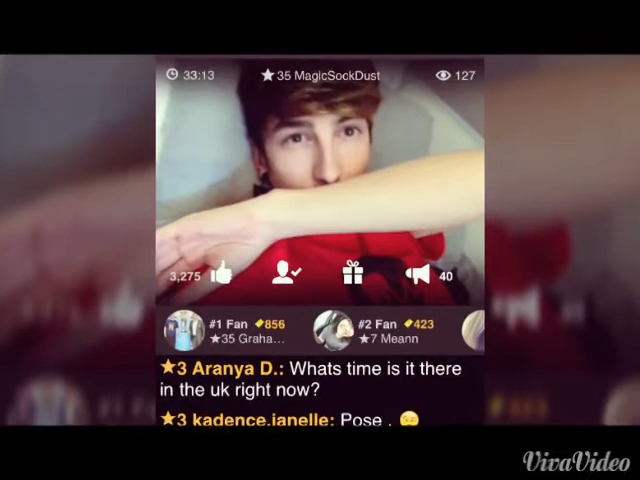 33:13 ★35 MagicSockDust 127
3,275 40
#1 Fan 856 #2 Fan 423
★35 Graha... ★7 Meann
★3 Aranya D.: Whats time is it there
in the uk right now?
★3 kadence.janelle: Pose . 😊
VivaVideo